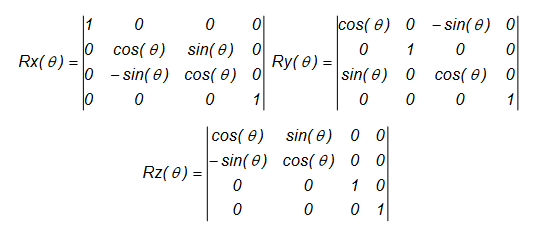 Rx(θ) = |1 0 0 0| Ry(θ) = |cos(θ) 0 −sin(θ) 0|
|0 cos(θ) sin(θ) 0| |0 1 0 0|
|0 −sin(θ) cos(θ) 0| |sin(θ) 0 cos(θ) 0|
|0 0 0 1| |0 0 0 1|
Rz(θ) = |cos(θ) sin(θ) 0 0|
|−sin(θ) cos(θ) 0 0|
|0 0 1 0|
|0 0 0 1|